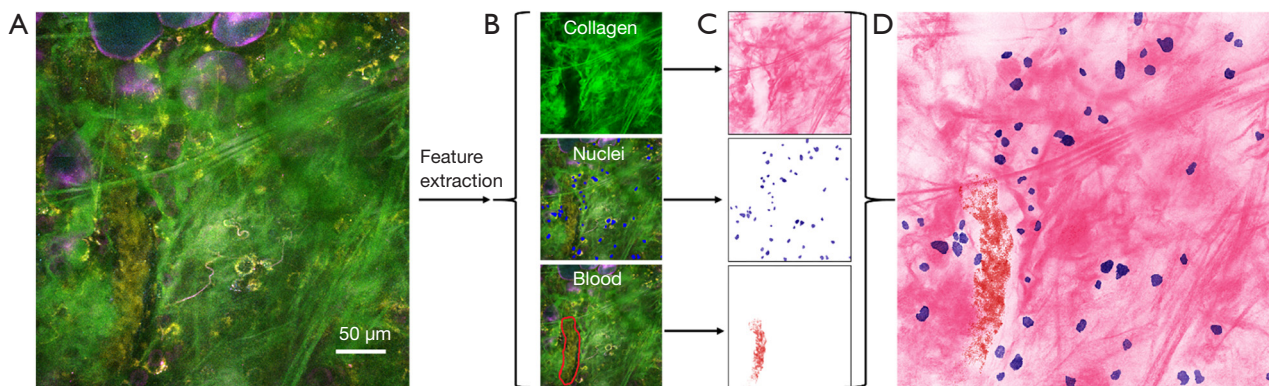 A
B
C
D
Collagen
Nuclei
Blood
Feature
extraction
50 µm